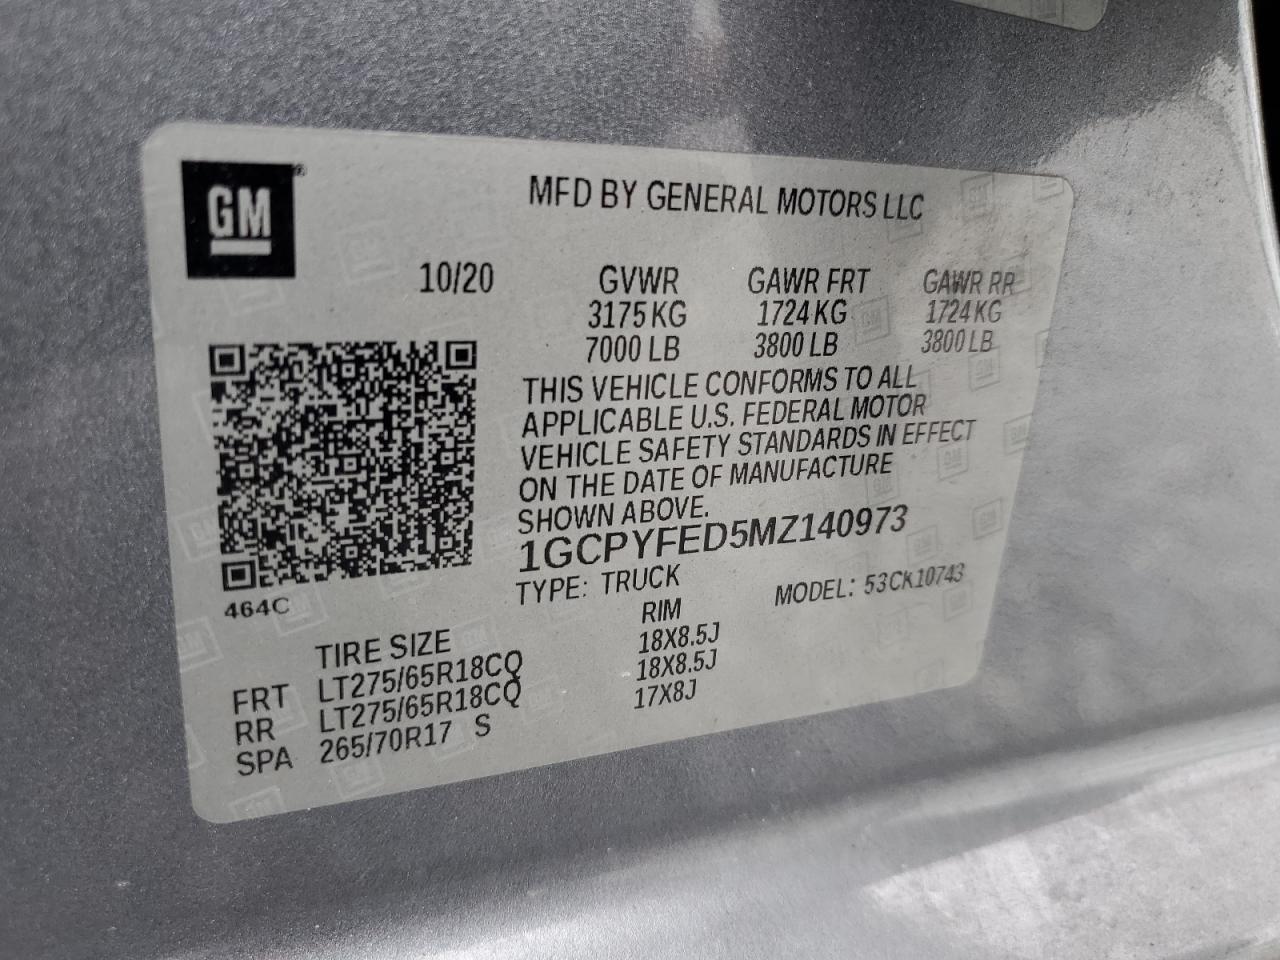 GM
MFD BY GENERAL MOTORS LLC
10/20 GVWR GAWR FRT GAWR RR
3175 KG 1724 KG 1724 KG
7000 LB 3800 LB 3800 LB
THIS VEHICLE CONFORMS TO ALL
APPLICABLE U.S. FEDERAL MOTOR
VEHICLE SAFETY STANDARDS IN EFFECT
ON THE DATE OF MANUFACTURE
SHOWN ABOVE.
1GCPYFED5MZ140973
TYPE: TRUCK MODEL: 53CK10743
464C
TIRE SIZE RIM
FRT LT275/65R18CQ 18X8.5J
RR LT275/65R18CQ 18X8.5J
SPA 265/70R17 S 17X8J